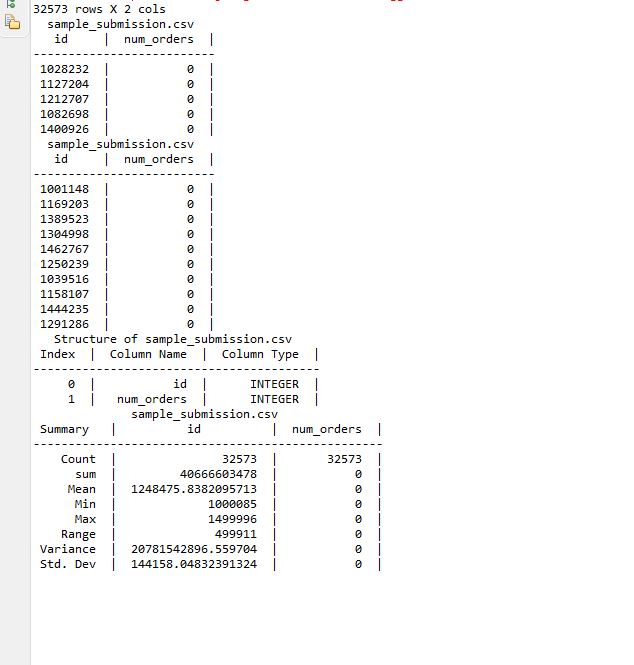 32573 rows X 2 cols
sample_submission.csv
id | num_orders |
--------------------------
1028232 | 0 |
1127204 | 0 |
1212707 | 0 |
1082698 | 0 |
1400926 | 0 |
sample_submission.csv
id | num_orders |
--------------------------
1001148 | 0 |
1169203 | 0 |
1389523 | 0 |
1304998 | 0 |
1462767 | 0 |
1250239 | 0 |
1039516 | 0 |
1158107 | 0 |
1444235 | 0 |
1291286 | 0 |
Structure of sample_submission.csv
Index | Column Name | Column Type |
-----------------------------------------
0 | id | INTEGER |
1 | num_orders | INTEGER |
sample_submission.csv
Summary | id | num_orders |
--------------------------------------------------
Count | 32573 | 32573 |
sum | 40666603478 | 0 |
Mean | 1248475.8382095713 | 0 |
Min | 1000085 | 0 |
Max | 1499996 | 0 |
Range | 499911 | 0 |
Variance | 20781542896.559704 | 0 |
Std. Dev | 144158.04832391324 | 0 |